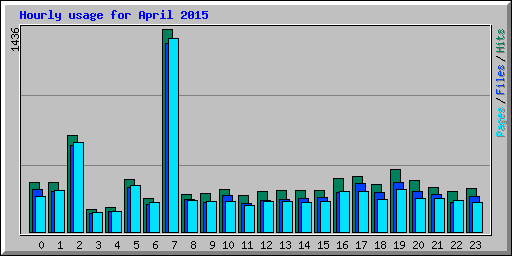 Hourly usage for April 2015
1436
Pages/Files/Hits
0 1 2 3 4 5 6 7 8 9 10 11 12 13 14 15 16 17 18 19 20 21 22 23